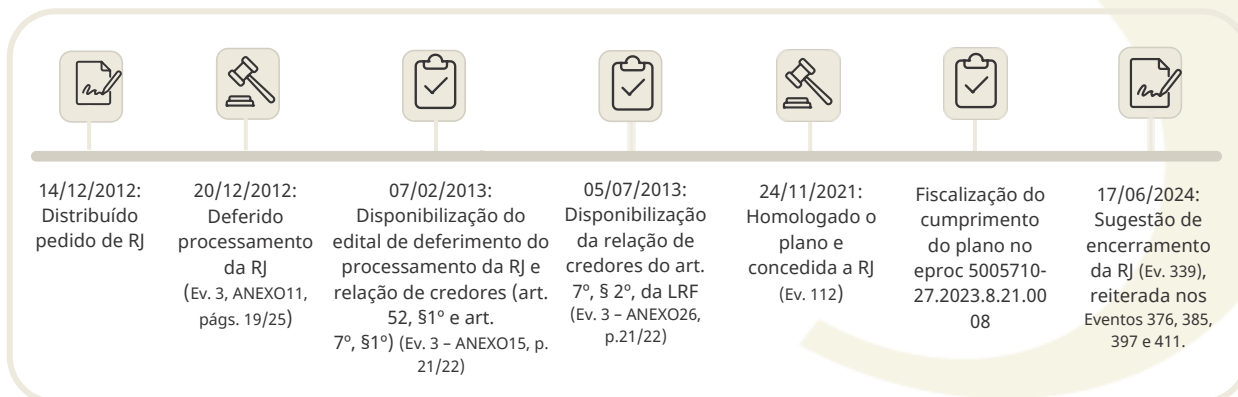 14/12/2012:
Distribuído
pedido de RJ
20/12/2012:
Deferido
processamento
da RJ
(Ev. 3, ANEXO11,
págs. 19/25)
07/02/2013:
Disponibilização do
edital de deferimento do
processamento da RJ e
relação de credores (art.
52, §1º e art.
7º, §1º) (Ev. 3 – ANEXO15, p.
21/22)
05/07/2013:
Disponibilização
da relação de
credores do art.
7º, § 2º, da LRF
(Ev. 3 – ANEXO26,
p.21/22)
24/11/2021:
Homologado o
plano e
concedida a RJ
(Ev. 112)
Fiscalização do
cumprimento
do plano no
eproc 5005710-
27.2023.8.21.00
08
17/06/2024:
Sugestão de
encerramento
da RJ (Ev. 339),
reiterada nos
Eventos 376, 385,
397 e 411.